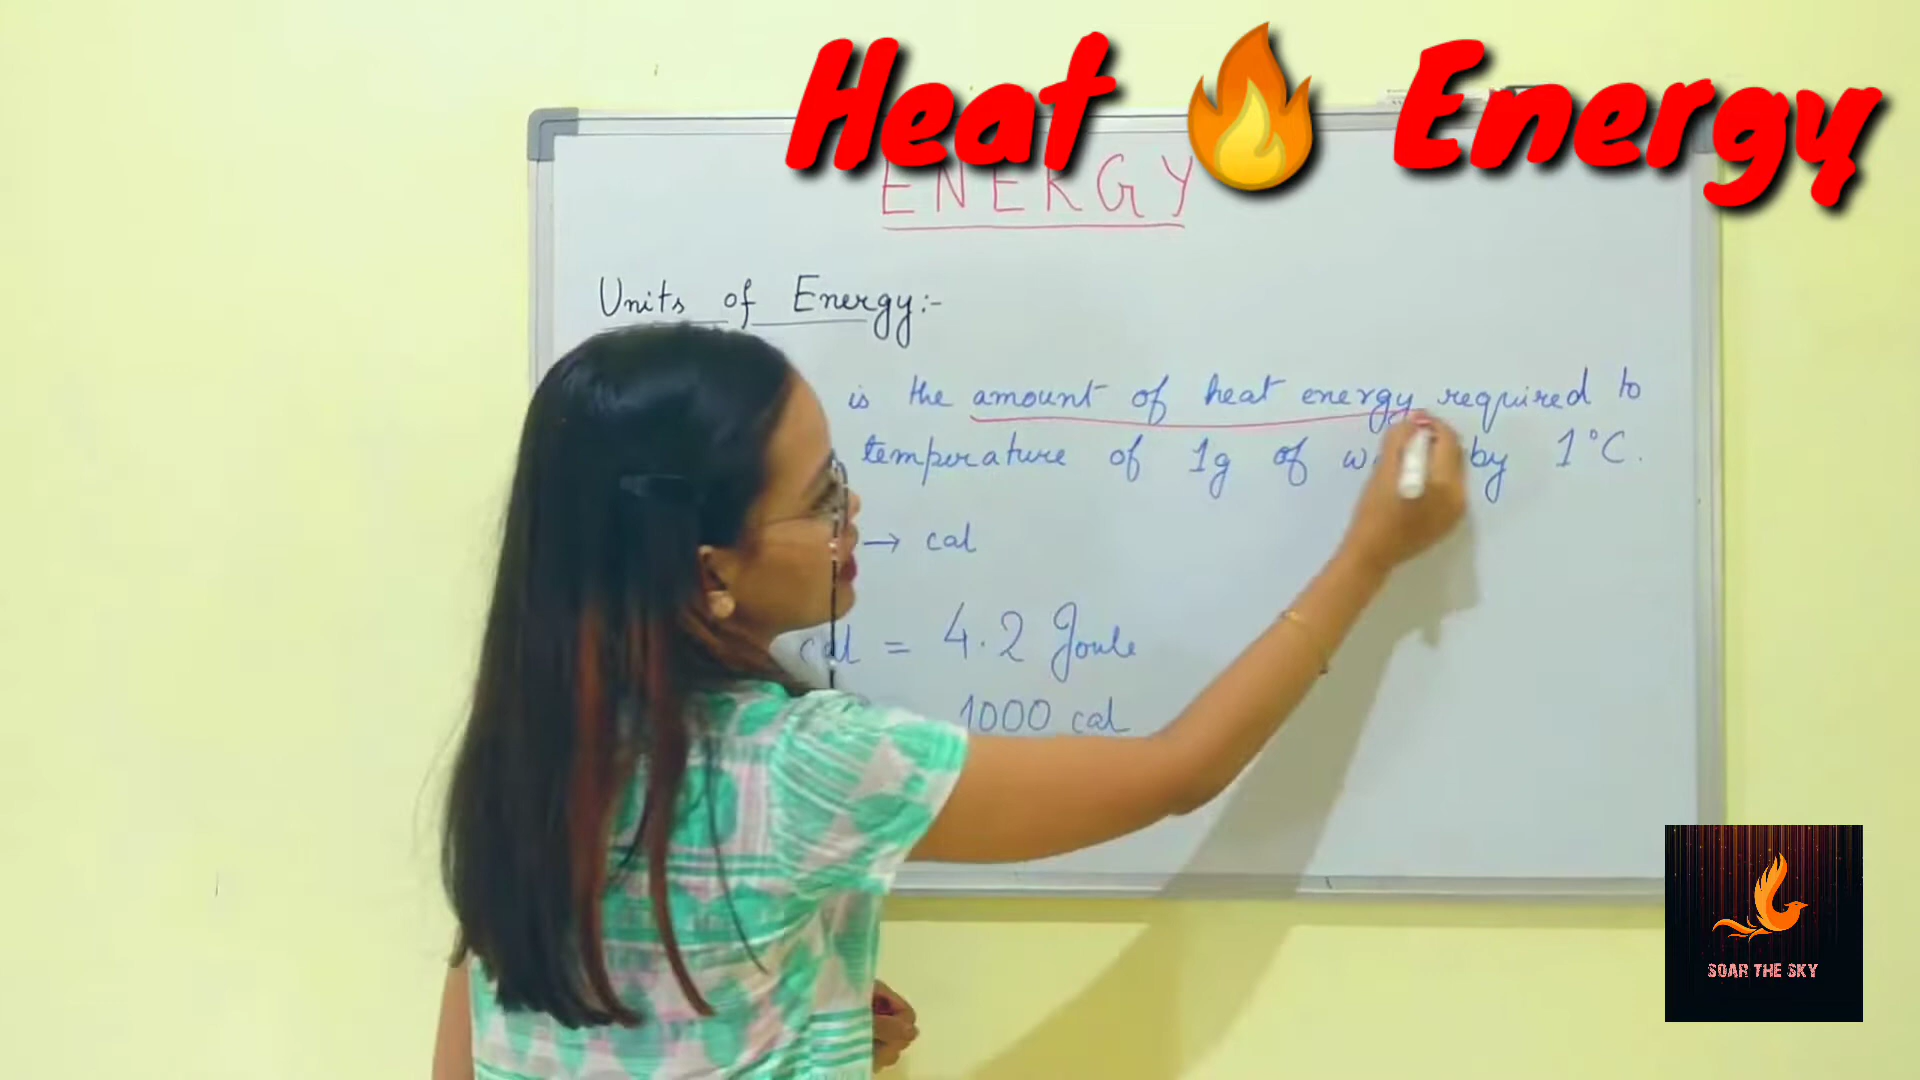 Heat 🔥 Energy
ENERGY
Units of Energy:-
is the amount of heat energy required to
temperature of 1g of by 1°C.
→ cal
cal = 4.2 Joule
1000 cal
SOAR THE SKY